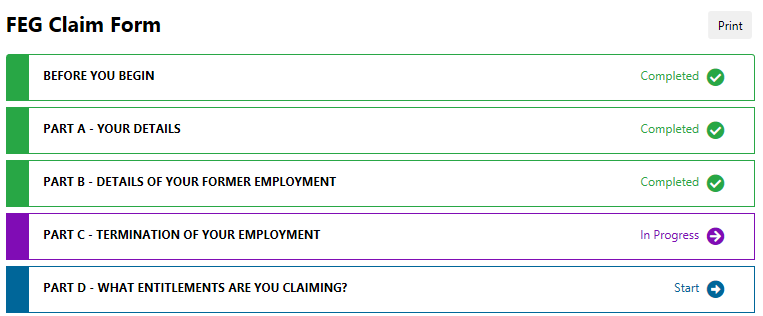 FEG Claim Form
Print
BEFORE YOU BEGIN
Completed
PART A - YOUR DETAILS
Completed
PART B - DETAILS OF YOUR FORMER EMPLOYMENT
Completed
PART C - TERMINATION OF YOUR EMPLOYMENT
In Progress
PART D - WHAT ENTITLEMENTS ARE YOU CLAIMING?
Start